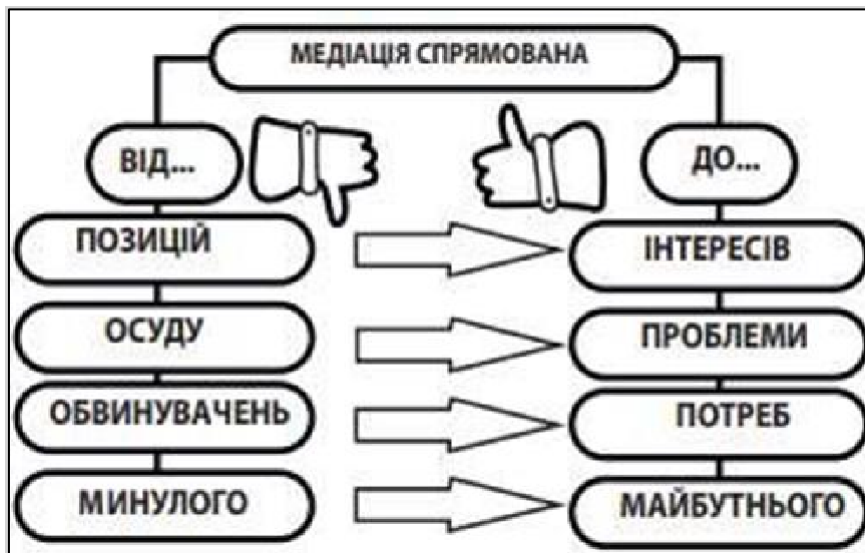 МЕДІАЦІЯ СПРЯМОВАНА
ВІД...
ДО...
ПОЗИЦІЙ
ІНТЕРЕСІВ
ОСУДУ
ПРОБЛЕМИ
ОБВИНУВАЧЕНЬ
ПОТРЕБ
МИНУЛОГО
МАЙБУТНЬОГО